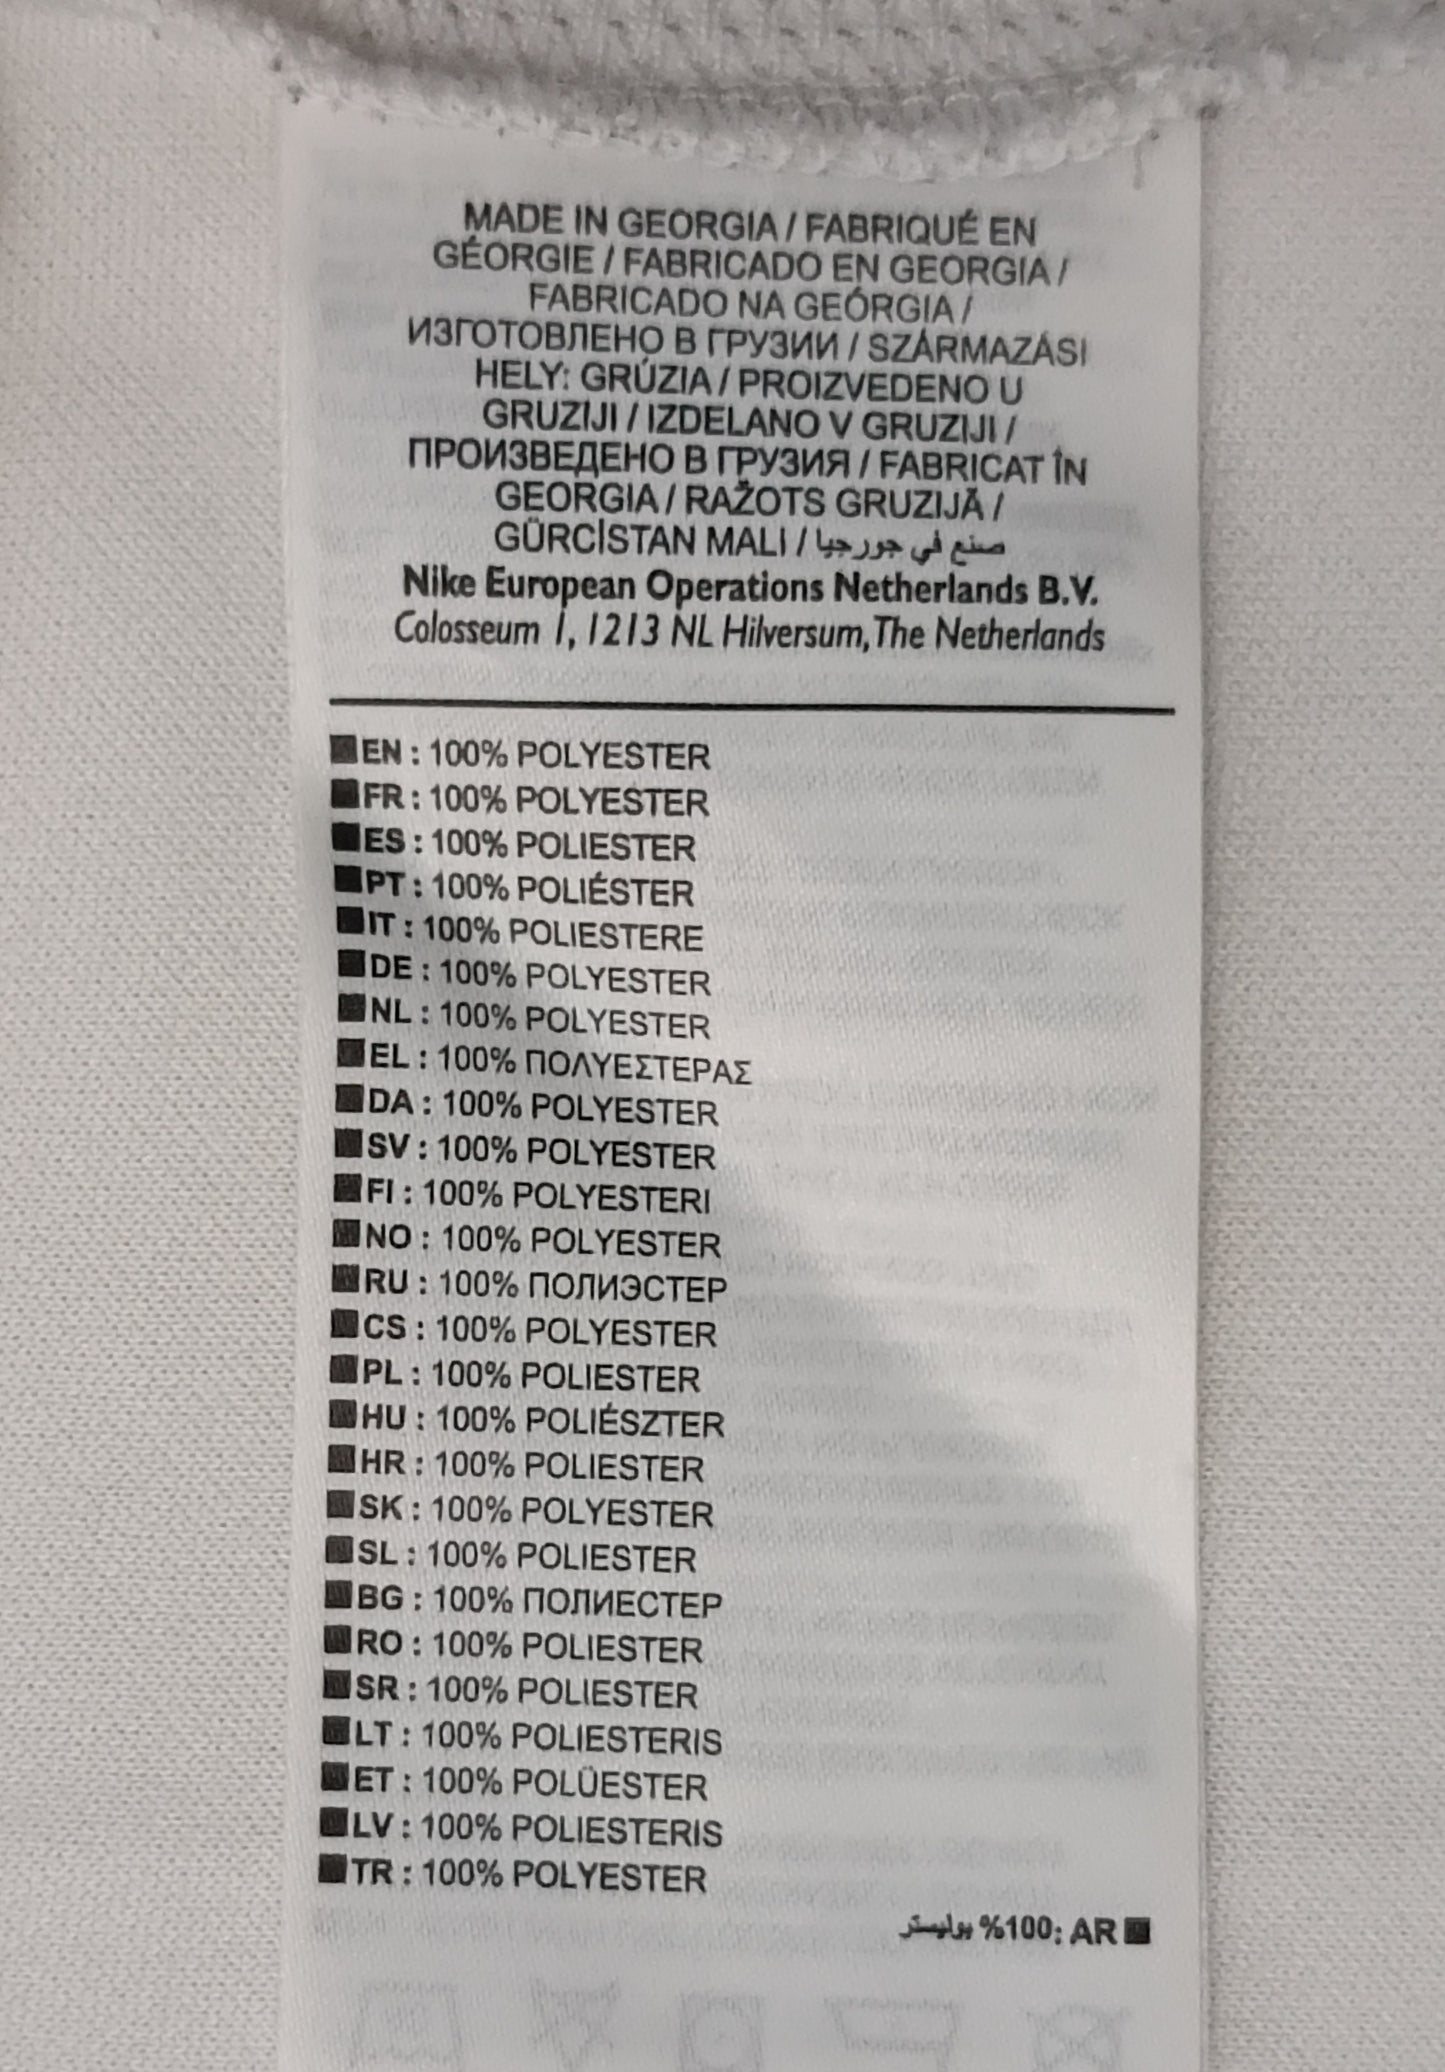 MADE IN GEORGIA / FABRIQUÉ EN
GÉORGIE / FABRICADO EN GEORGIA /
FABRICADO NA GEÓRGIA /
ИЗГОТОВЛЕНО В ГРУЗИИ / SZÁRMAZÁSI
HELY: GRÚZIA / PROIZVEDENO U
GRUZIJI / IZDELANO V GRUZIJI /
ПРОИЗВЕДЕНО В ГРУЗИЯ / FABRICAT ÎN
GEORGIA / RAŽOTS GRUZIJĀ /
GÜRCİSTAN MALI / صنع في جورجيا
Nike European Operations Netherlands B.V.
Colosseum 1, 1213 NL Hilversum, The Netherlands
■EN : 100% POLYESTER
■FR : 100% POLYESTER
■ES : 100% POLIESTER
■PT : 100% POLIÉSTER
■IT : 100% POLIESTERE
■DE : 100% POLYESTER
■NL : 100% POLYESTER
■EL : 100% ΠΟΛΥΕΣΤΕΡΑΣ
■DA : 100% POLYESTER
■SV : 100% POLYESTER
■FI : 100% POLYESTERI
■NO : 100% POLYESTER
■RU : 100% ПОЛИЭСТЕР
■CS : 100% POLYESTER
■PL : 100% POLIESTER
■HU : 100% POLIÉSZTER
■HR : 100% POLIESTER
■SK : 100% POLYESTER
■SL : 100% POLIESTER
■BG : 100% ПОЛИЕСТЕР
■RO : 100% POLIESTER
■SR : 100% POLIESTER
■LT : 100% POLIESTERIS
■ET : 100% POLÜESTER
■LV : 100% POLIESTERIS
■TR : 100% POLYESTER
■AR :100% بوليستر